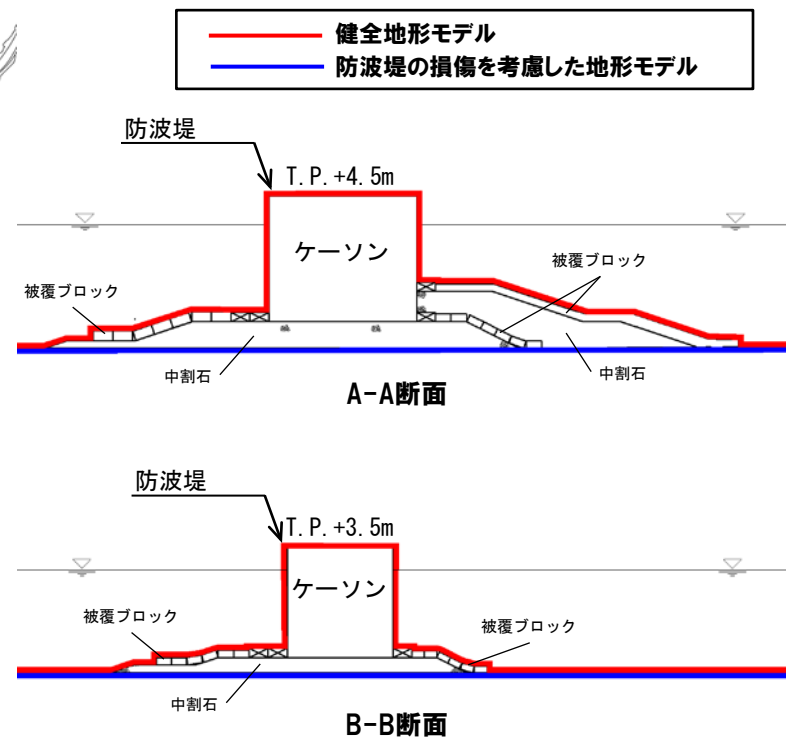 健全地形モデル
防波堤の損傷を考慮した地形モデル
防波堤
T.P.+4.5m
ケーソン
被覆ブロック
被覆ブロック
中割石
中割石
A-A断面
防波堤
T.P.+3.5m
ケーソン
被覆ブロック
被覆ブロック
中割石
B-B断面